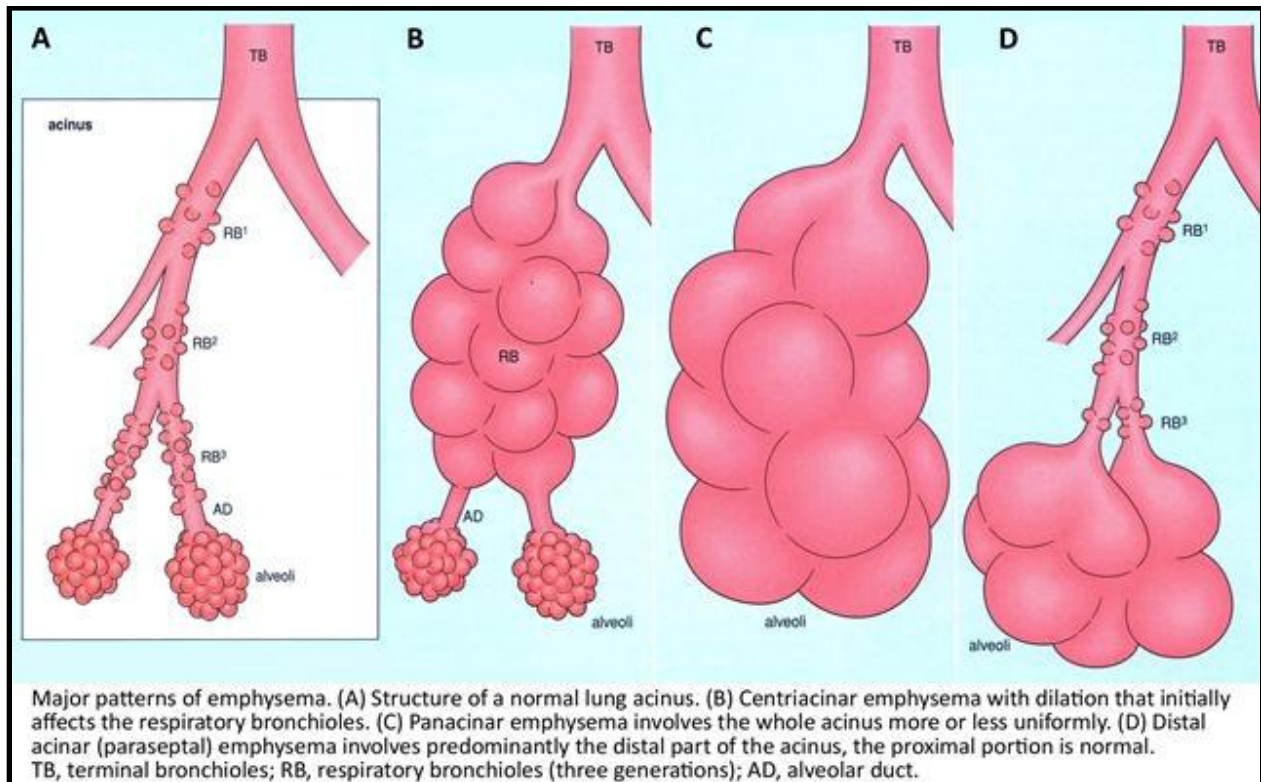 A
TB
acinus
RB¹
RB²
RB³
AD
alveoli
B
TB
RB
AD
alveoli
C
TB
alveoli
D
TB
RB¹
RB²
RB³
alveoli
Major patterns of emphysema. (A) Structure of a normal lung acinus. (B) Centriacinar emphysema with dilation that initially
affects the respiratory bronchioles. (C) Panacinar emphysema involves the whole acinus more or less uniformly. (D) Distal
acinar (paraseptal) emphysema involves predominantly the distal part of the acinus, the proximal portion is normal.
TB, terminal bronchioles; RB, respiratory bronchioles (three generations); AD, alveolar duct.